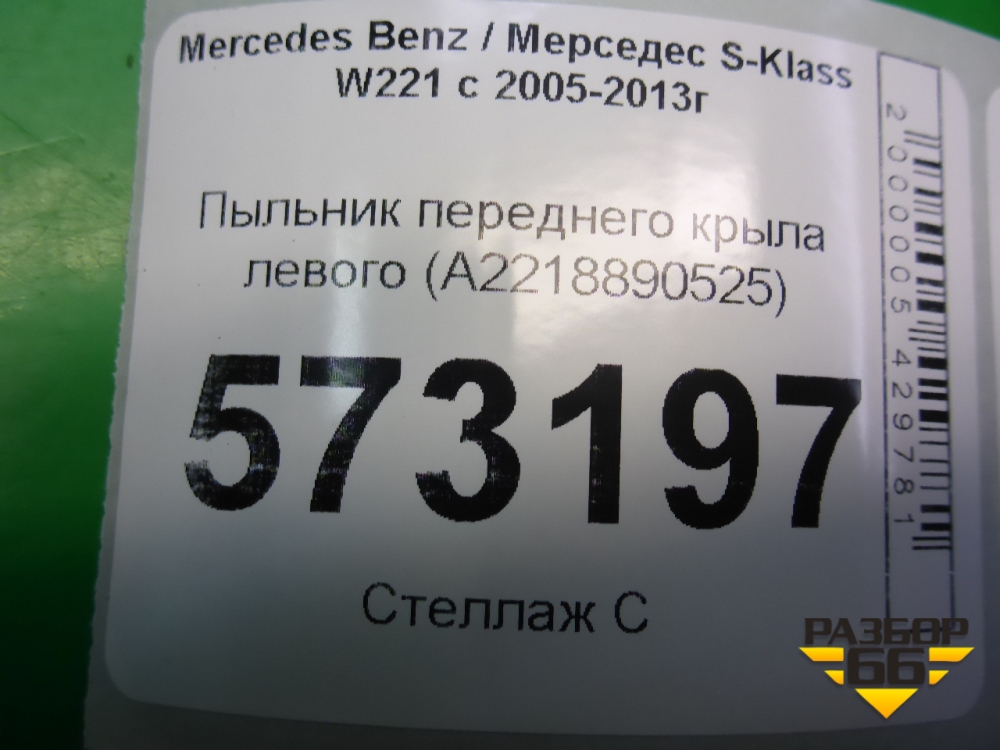 Mercedes Benz / Мерседес S-Klass
W221 с 2005-2013г
Пыльник переднего крыла
левого (A2218890525)
573197
Стеллаж С
2000005429781
РАЗБОР
66